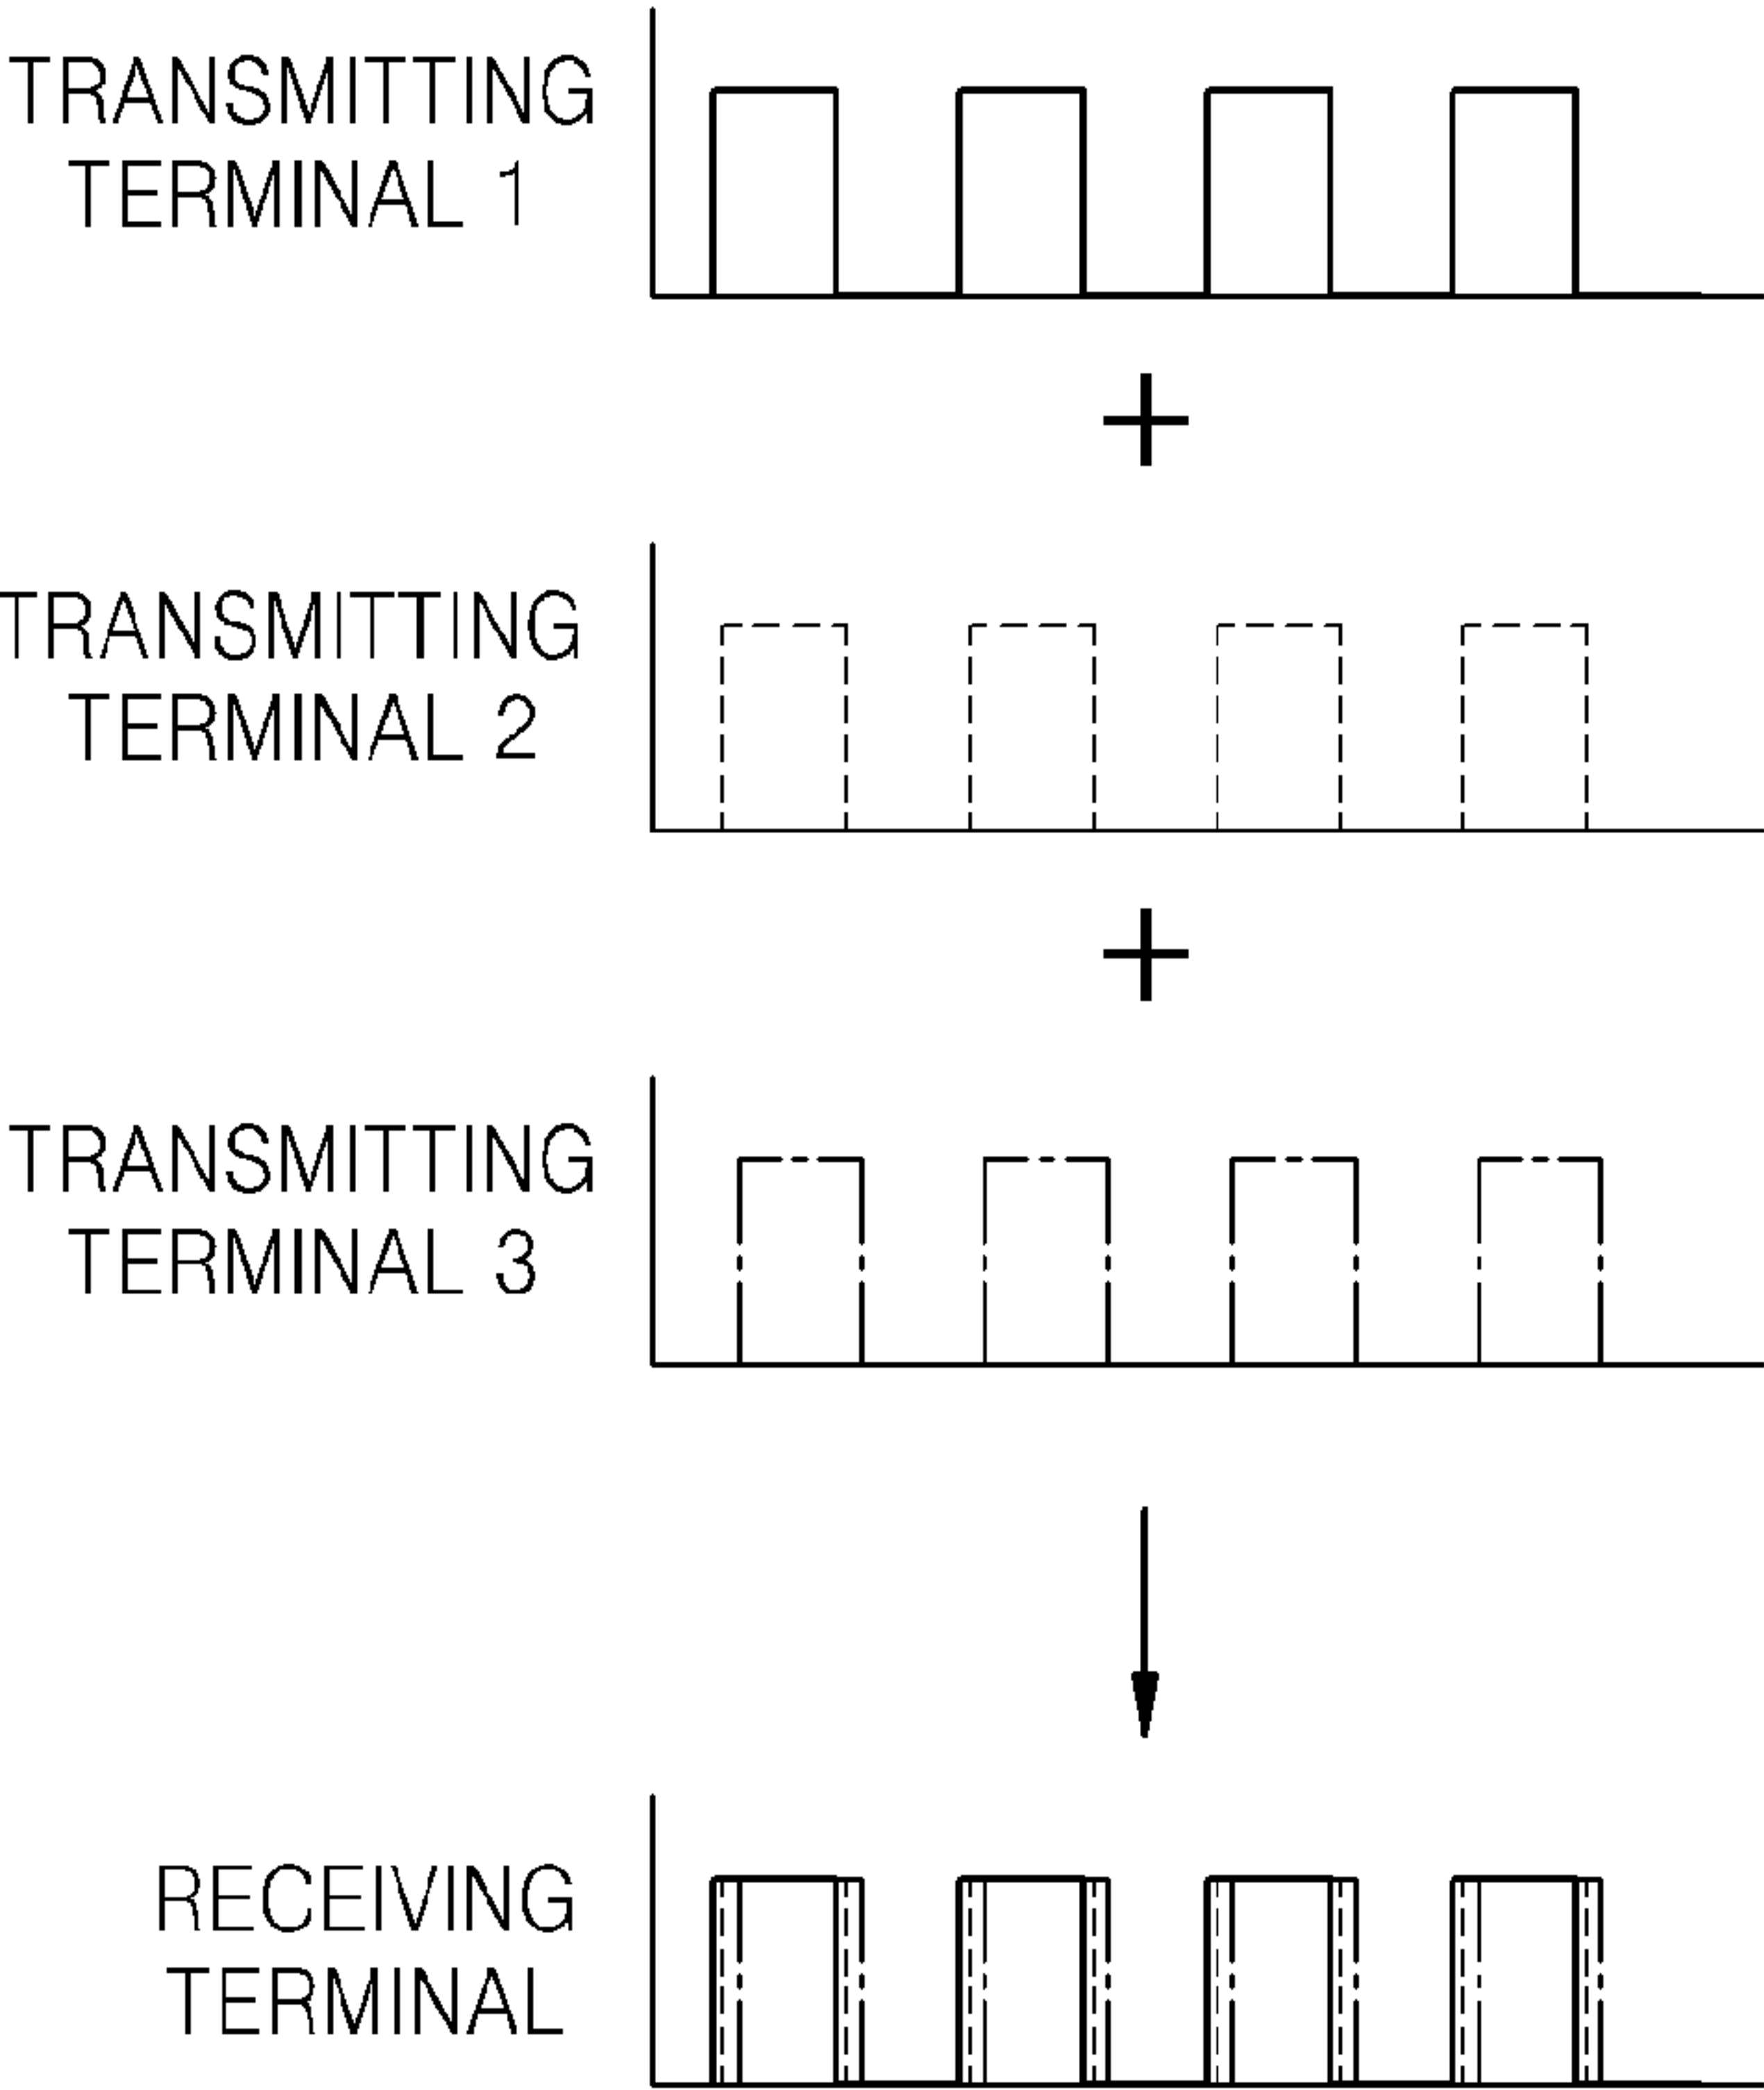 TRANSMITTING
TERMINAL 1
+
TRANSMITTING
TERMINAL 2
+
TRANSMITTING
TERMINAL 3
RECEIVING
TERMINAL